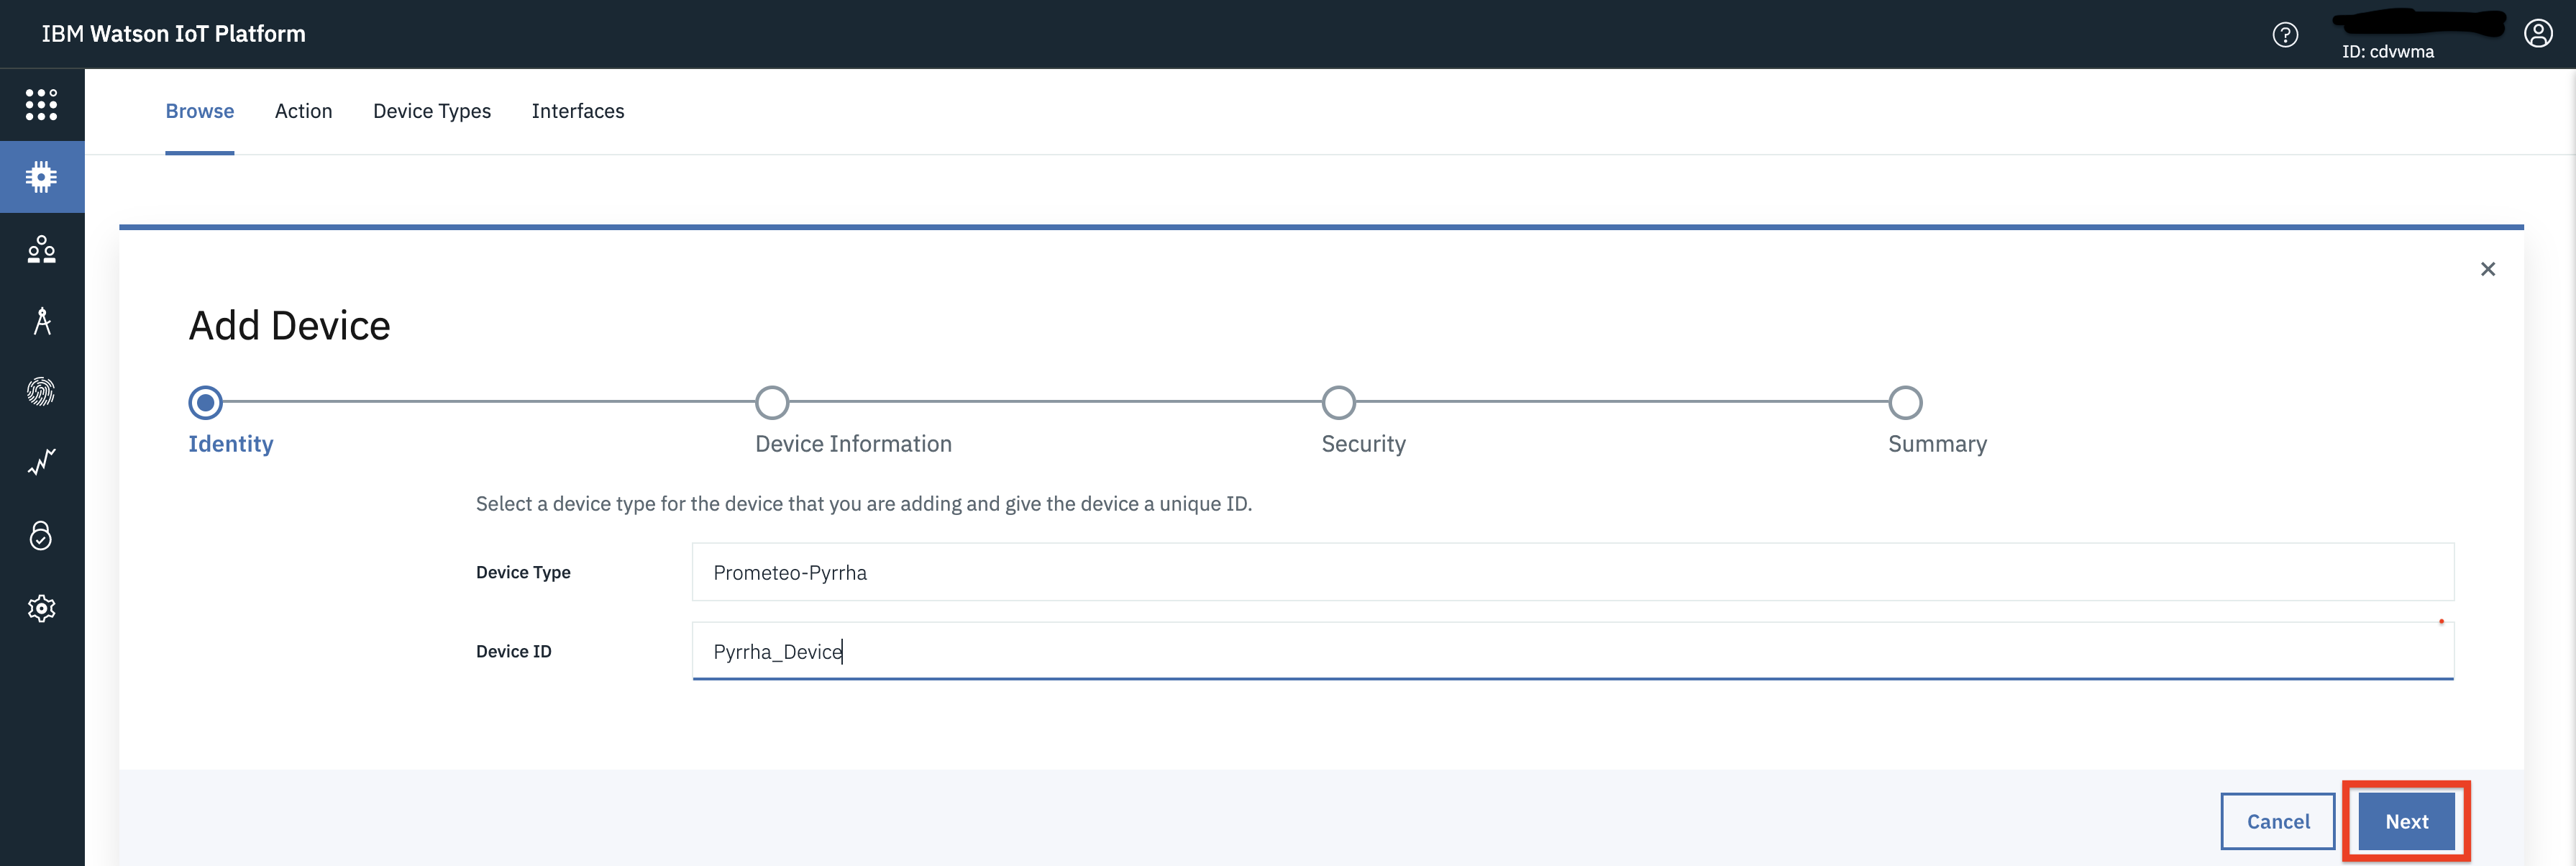 IBM Watson IoT Platform
ID: cdvwma
Browse Action Device Types Interfaces
Add Device
Identity Device Information Security Summary
Select a device type for the device that you are adding and give the device a unique ID.
Device Type Prometeo-Pyrrha
Device ID Pyrrha_Device
Cancel Next